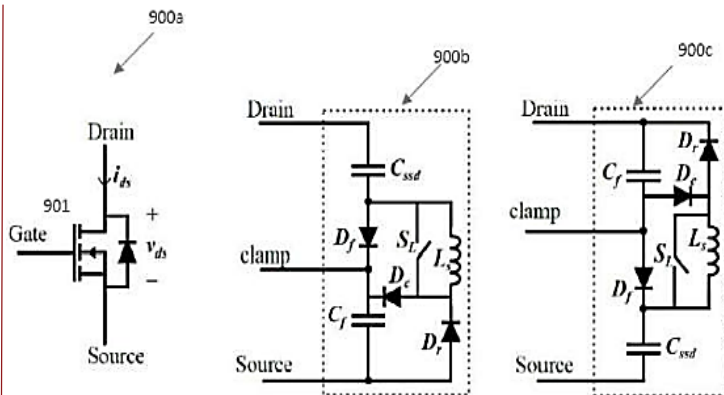 900a
Drain
i_ds
901
Gate
+
v_ds
−
Source
900b
Drain
C_ssd
D_f
S_L
L_s
clamp
D_c
C_f
D_r
Source
900c
Drain
D_r
C_f
D_c
clamp
S_L
L_s
D_f
C_ssd
Source